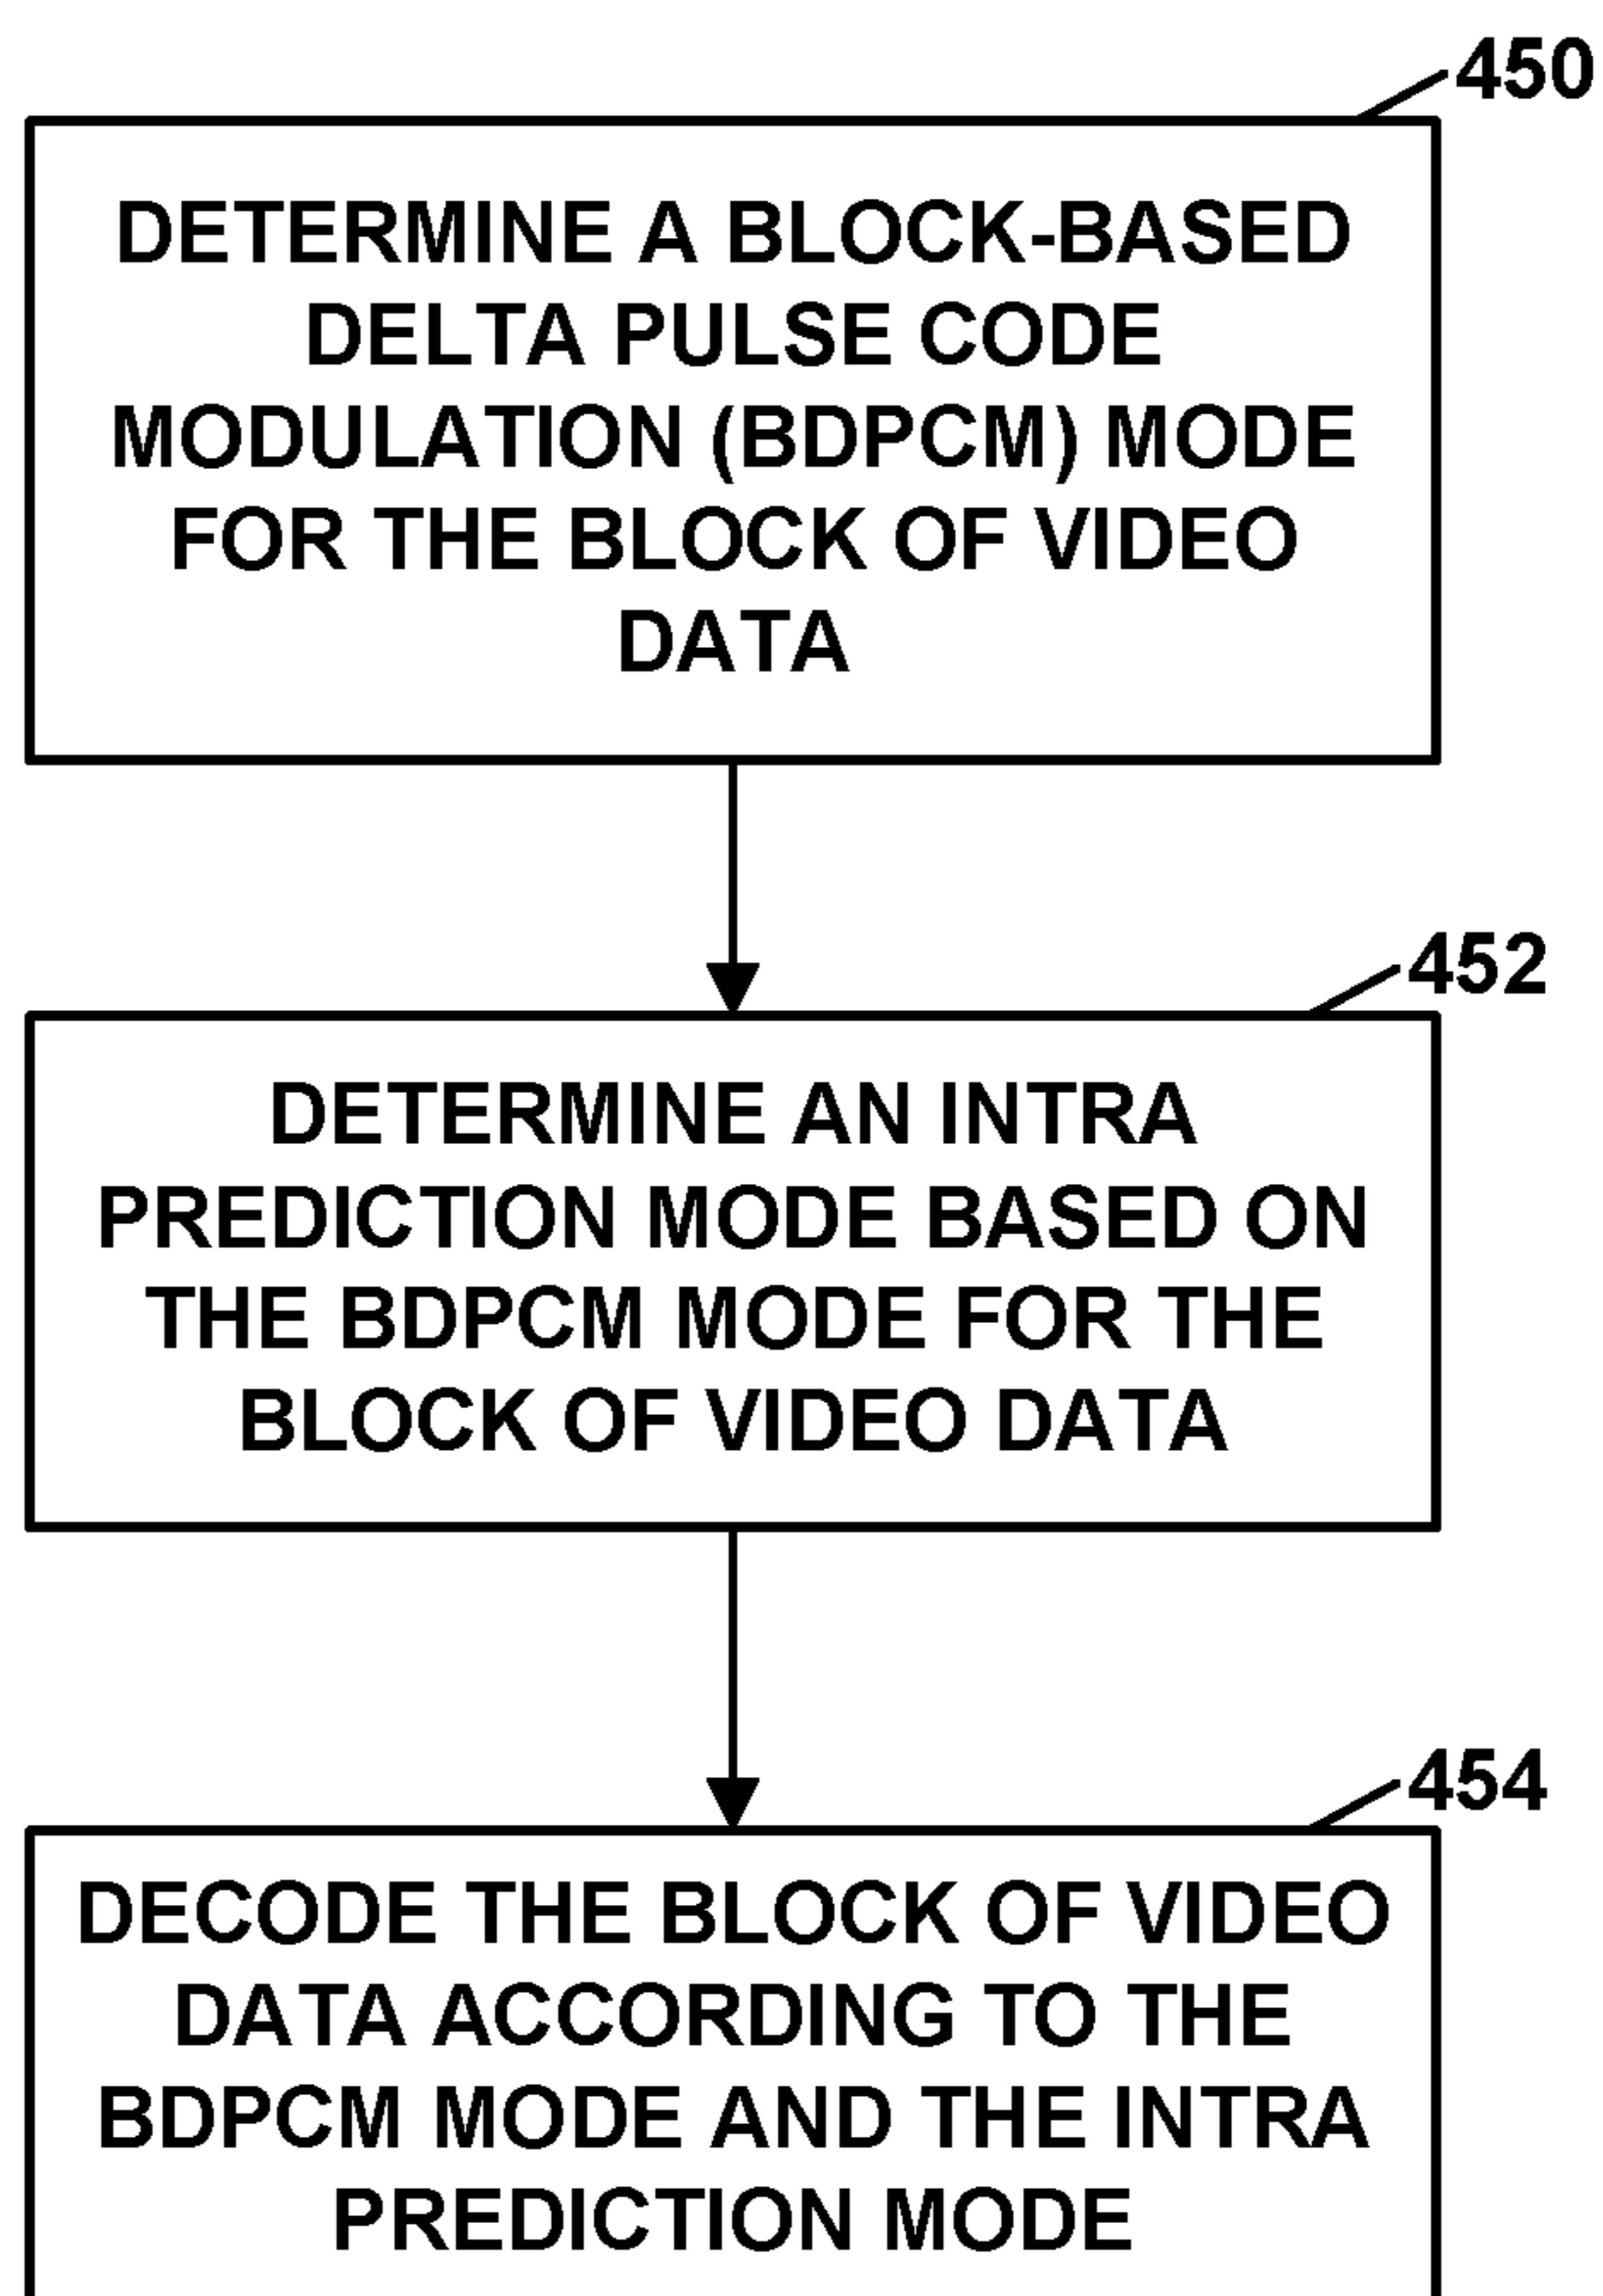 450
DETERMINE A BLOCK-BASED
DELTA PULSE CODE
MODULATION (BDPCM) MODE
FOR THE BLOCK OF VIDEO
DATA
452
DETERMINE AN INTRA
PREDICTION MODE BASED ON
THE BDPCM MODE FOR THE
BLOCK OF VIDEO DATA
454
DECODE THE BLOCK OF VIDEO
DATA ACCORDING TO THE
BDPCM MODE AND THE INTRA
PREDICTION MODE